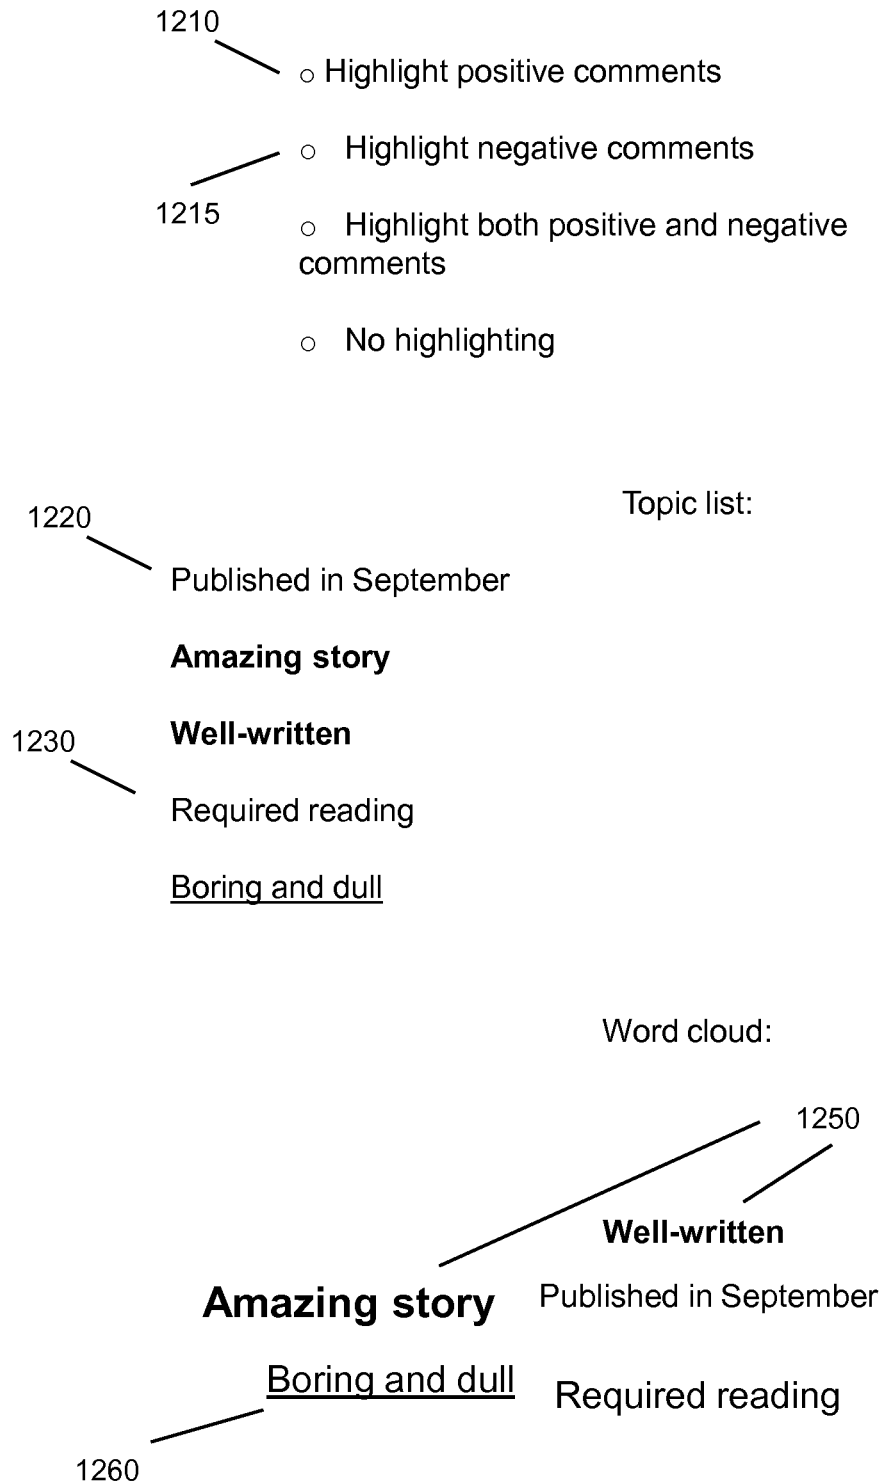 1210
○ Highlight positive comments
○ Highlight negative comments
1215
○ Highlight both positive and negative
comments
○ No highlighting
Topic list:
1220
Published in September
Amazing story
Well-written
1230
Required reading
Boring and dull
Word cloud:
1250
Well-written
Amazing story
Published in September
Boring and dull
Required reading
1260